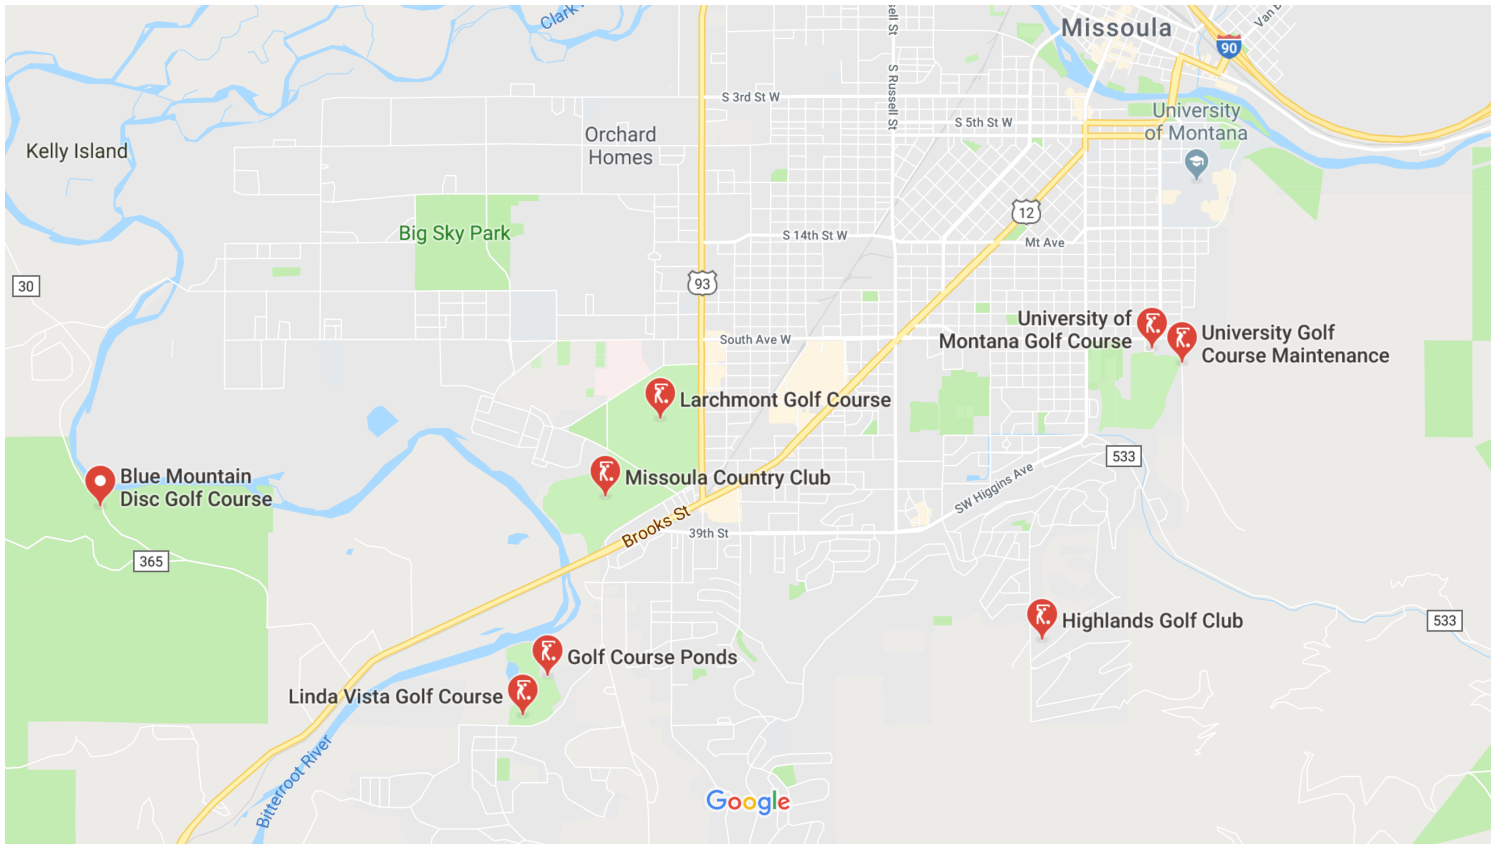 Clark
Missoula
90
Van
S Russell St
S 3rd St W
S 5th St W
University
of Montana
Orchard
Homes
Kelly Island
Big Sky Park
12
S 14th St W
Mt Ave
30
93
University of
Montana Golf Course
University Golf
Course Maintenance
South Ave W
Larchmont Golf Course
Blue Mountain
Disc Golf Course
Missoula Country Club
533
SW Higgins Ave
Brooks St
39th St
365
Highlands Golf Club
533
Golf Course Ponds
Linda Vista Golf Course
Bitterroot River
Google